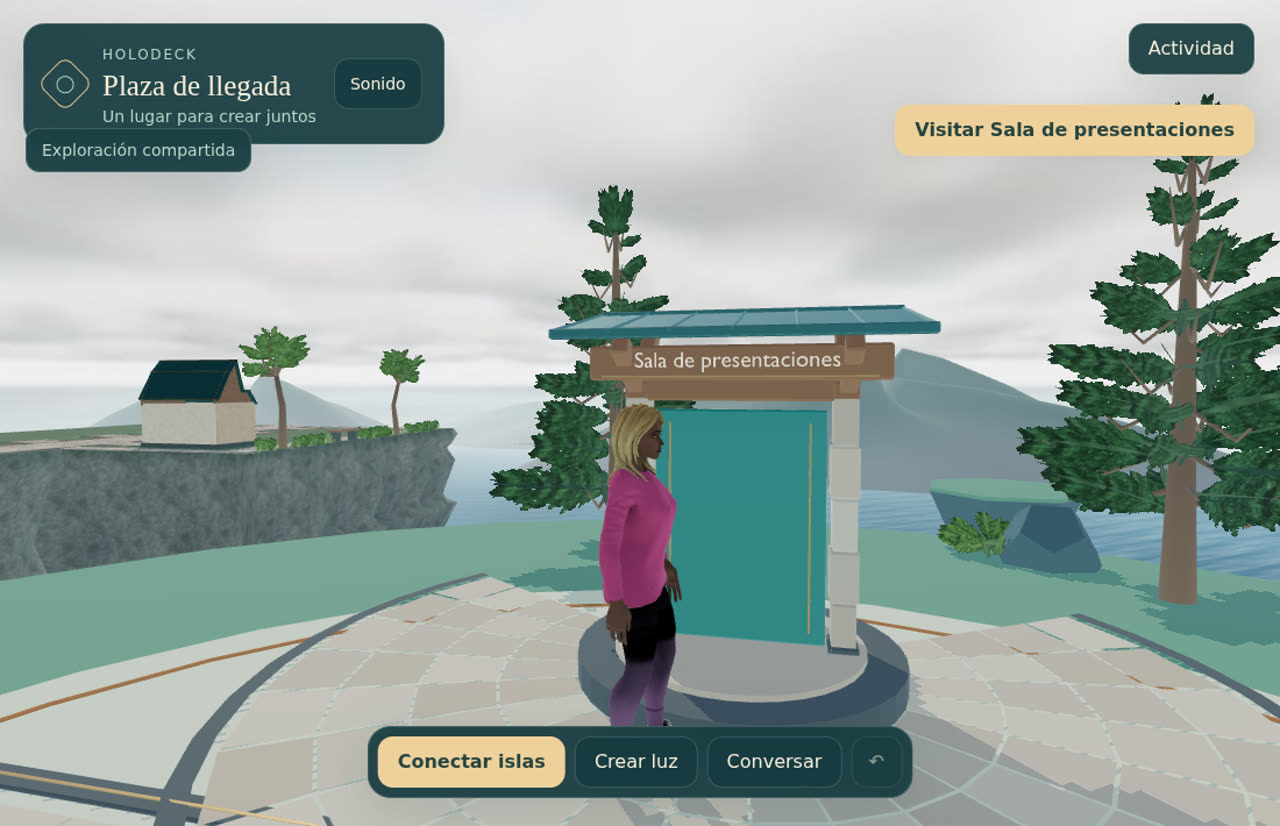 HOLODECK
Plaza de llegada
Un lugar para crear juntos
Sonido
Exploración compartida
Actividad
Visitar Sala de presentaciones
Sala de presentaciones
Conectar islas
Crear luz
Conversar
↶